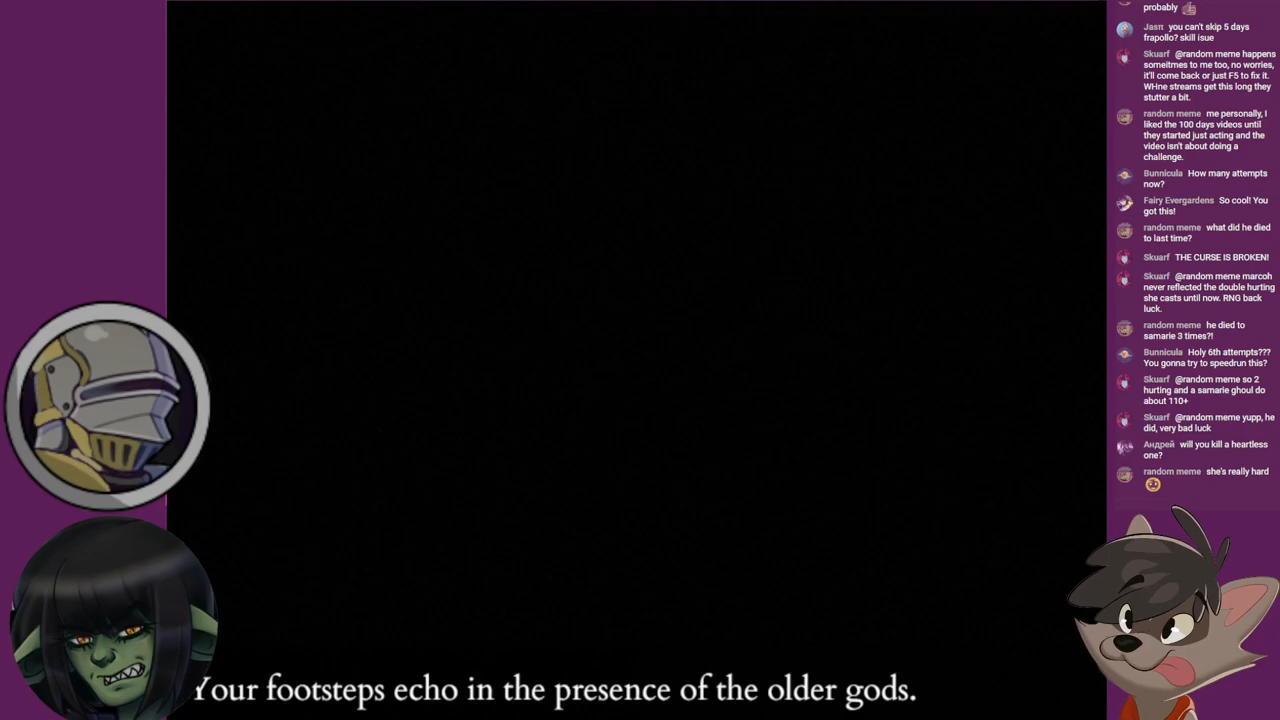 probably
Jasπ you can't skip 5 days
frapollo? skill isue
Skuarf @random meme happens
someitmes to me too, no worries,
it'll come back or just F5 to fix it.
WHne streams get this long they
stutter a bit.
random meme me personally, I
liked the 100 days videos until
they started just acting and the
video isn't about doing a
challenge.
Bunnicula How many attempts
now?
Fairy Evergardens So cool! You
got this!
random meme what did he died
to last time?
Skuarf THE CURSE IS BROKEN!
Skuarf @random meme marcoh
never reflected the double hurting
she casts until now. RNG back
luck.
random meme he died to
samarie 3 times?!
Bunnicula Holy 6th attempts???
You gonna try to speedrun this?
Skuarf @random meme so 2
hurting and a samarie ghoul do
about 110+
Skuarf @random meme yupp, he
did, very bad luck
Андрей will you kill a heartless
one?
random meme she's really hard
Your footsteps echo in the presence of the older gods.